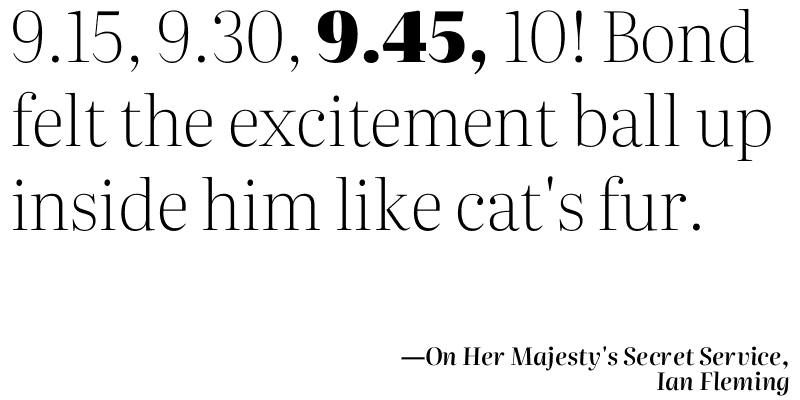 9.15, 9.30, 9.45, 10! Bond
felt the excitement ball up
inside him like cat's fur.
—On Her Majesty's Secret Service,
Ian Fleming